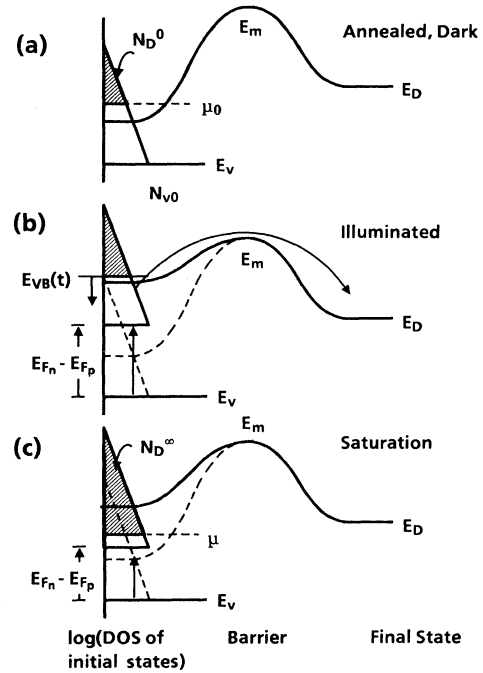 (a)
N_D^0
E_m
Annealed, Dark
μ_0
E_D
E_v
N_v0
(b)
Illuminated
E_VB(t)
E_m
E_Fn - E_Fp
E_D
E_v
(c)
E_m
N_D^∞
Saturation
E_D
μ
E_Fn - E_Fp
E_v
log(DOS of
initial states)
Barrier
Final State